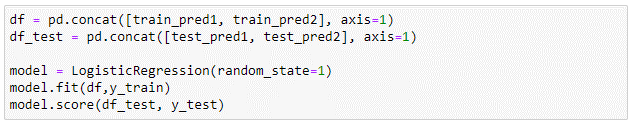 df = pd.concat([train_pred1, train_pred2], axis=1)
df_test = pd.concat([test_pred1, test_pred2], axis=1)
model = LogisticRegression(random_state=1)
model.fit(df,y_train)
model.score(df_test, y_test)